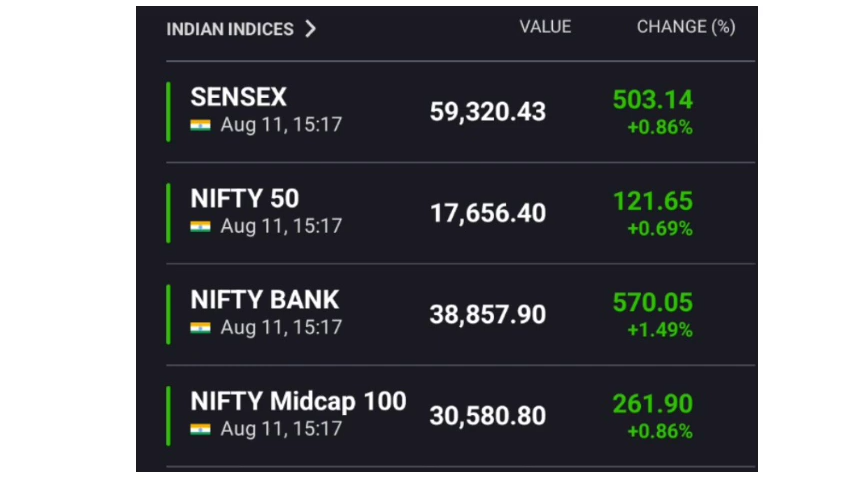 INDIAN INDICES > VALUE CHANGE (%)
SENSEX
Aug 11, 15:17
59,320.43
503.14
+0.86%
NIFTY 50
Aug 11, 15:17
17,656.40
121.65
+0.69%
NIFTY BANK
Aug 11, 15:17
38,857.90
570.05
+1.49%
NIFTY Midcap 100
Aug 11, 15:17
30,580.80
261.90
+0.86%